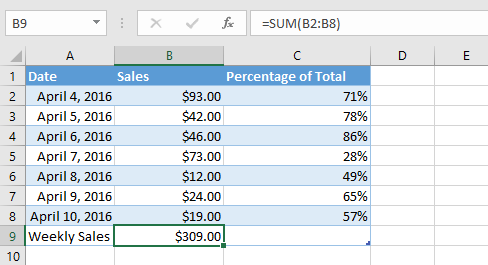 B9 fx =SUM(B2:B8)
A B C D E
1 Date Sales Percentage of Total
2 April 4, 2016 $93.00 71%
3 April 5, 2016 $42.00 78%
4 April 6, 2016 $46.00 86%
5 April 7, 2016 $73.00 28%
6 April 8, 2016 $12.00 49%
7 April 9, 2016 $24.00 65%
8 April 10, 2016 $19.00 57%
9 Weekly Sales $309.00
10